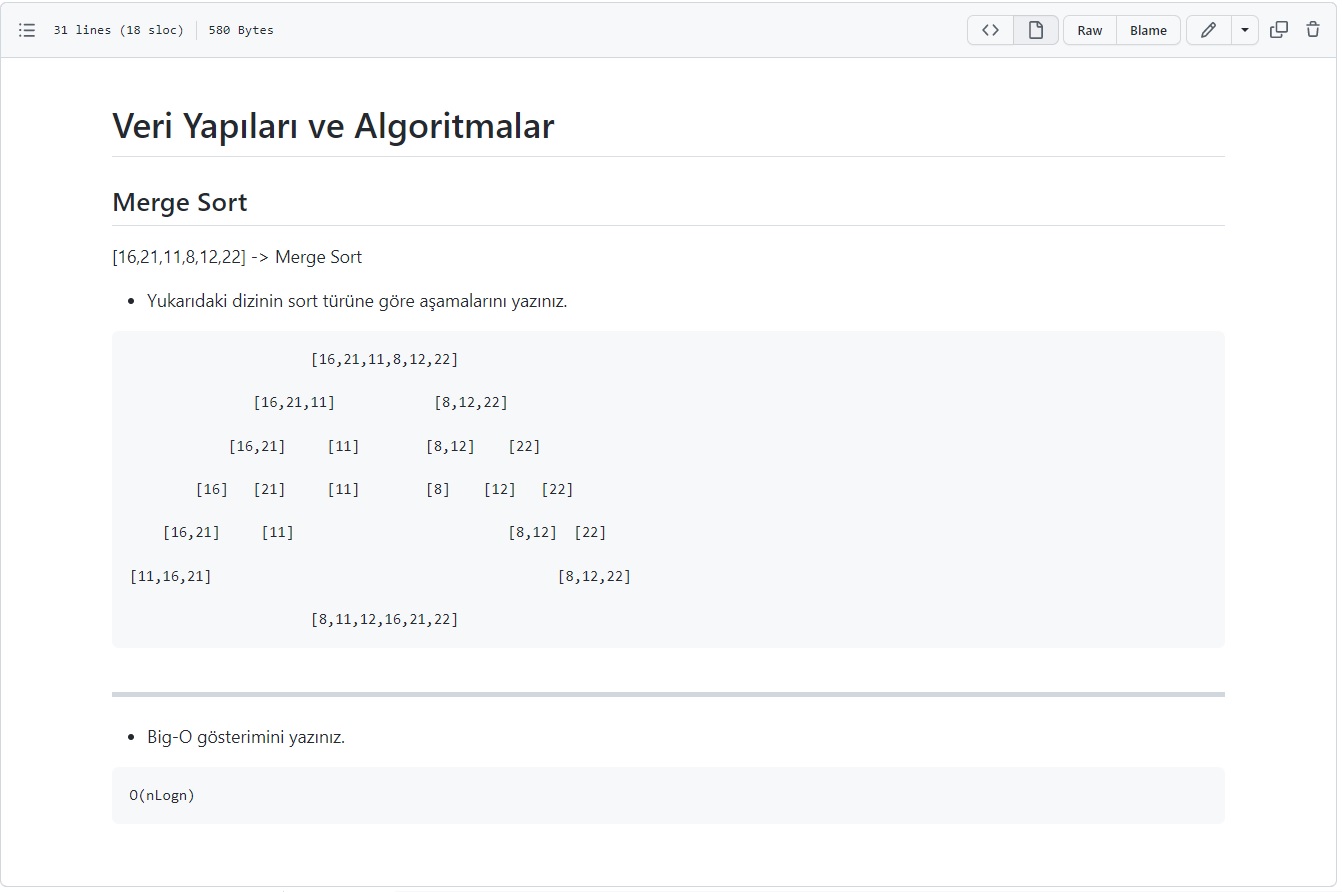 31 lines (18 sloc) 580 Bytes Raw Blame
Veri Yapıları ve Algoritmalar
Merge Sort
[16,21,11,8,12,22] -> Merge Sort
• Yukarıdaki dizinin sort türüne göre aşamalarını yazınız.
[16,21,11,8,12,22]
[16,21,11] [8,12,22]
[16,21] [11] [8,12] [22]
[16] [21] [11] [8] [12] [22]
[16,21] [11] [8,12] [22]
[11,16,21] [8,12,22]
[8,11,12,16,21,22]
• Big-O gösterimini yazınız.
O(nLogn)